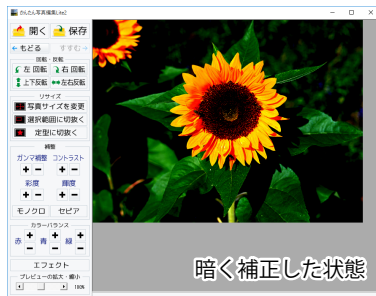 かんたん写真編集Lite2
開く 保存
もどる すすむ
回転・反転
左 回転 右 回転
上下反転 左右反転
リサイズ
写真サイズを変更
選択範囲に切抜く
定型に切抜く
補整
ガンマ補整 コントラスト
+ − + −
彩度 輝度
+ − + −
モノクロ セピア
カラーバランス
赤 + − 青 + − 緑 + −
エフェクト
プレビューの拡大・縮小
100%
暗く補正した状態